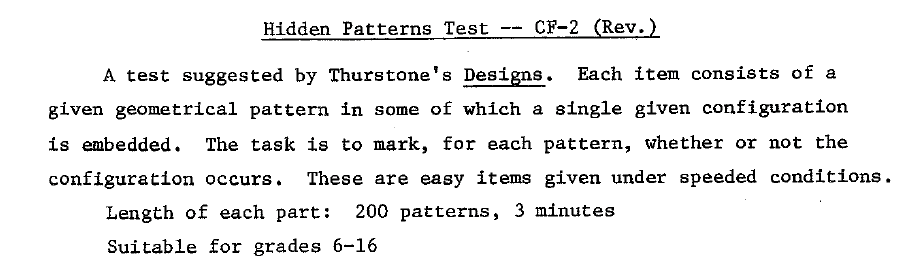 Hidden Patterns Test -- CF-2 (Rev.)
A test suggested by Thurstone's Designs. Each item consists of a
given geometrical pattern in some of which a single given configuration
is embedded. The task is to mark, for each pattern, whether or not the
configuration occurs. These are easy items given under speeded conditions.
Length of each part: 200 patterns, 3 minutes
Suitable for grades 6-16